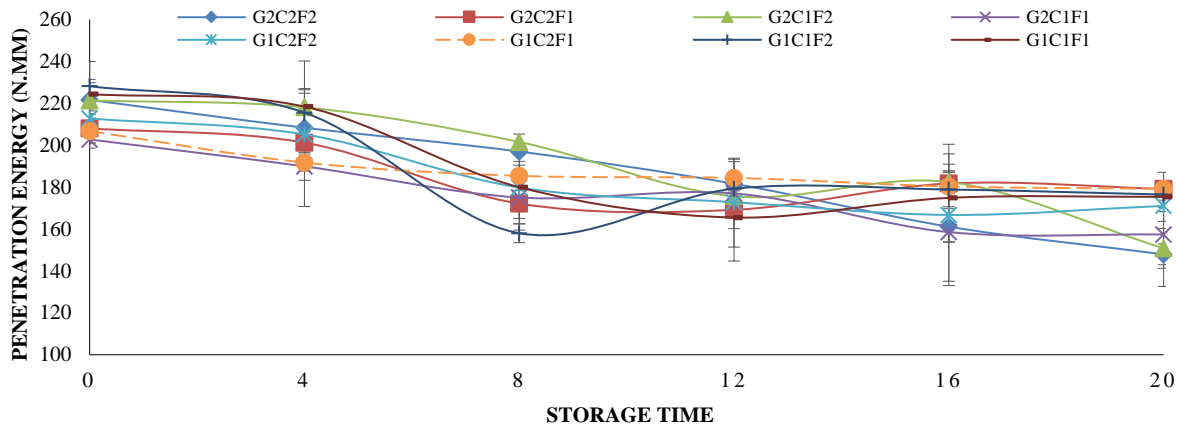 260
240
220
200
180
160
140
120
100
PENETRATION ENERGY (N.MM)
G2C2F2 G2C2F1 G2C1F2 G2C1F1
G1C2F2 G1C2F1 G1C1F2 G1C1F1
0 4 8 12 16 20
STORAGE TIME